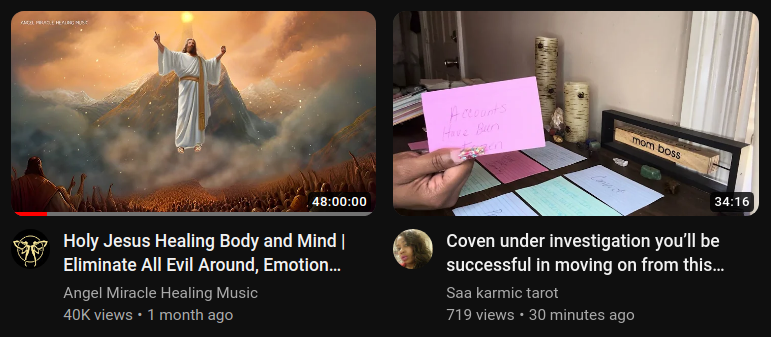 ANGEL MIRACLE HEALING MUSIC
48:00:00
Holy Jesus Healing Body and Mind |
Eliminate All Evil Around, Emotion...
Angel Miracle Healing Music
40K views • 1 month ago
Accounts
Have Been
Frozen
mom boss
34:16
Coven under investigation you’ll be
successful in moving on from this...
Saa karmic tarot
719 views • 30 minutes ago